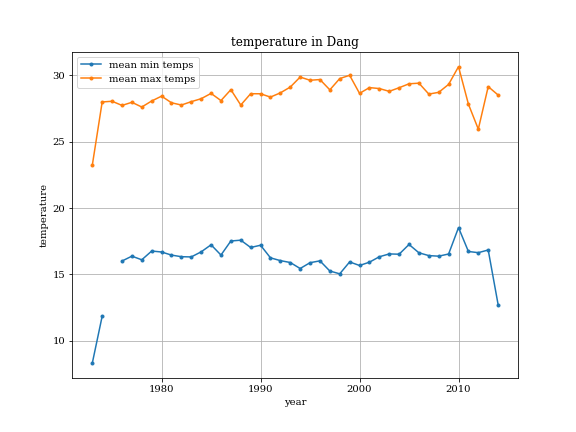 temperature in Dang
mean min temps
mean max temps
30
25
20
15
10
temperature
1980
1990
2000
2010
year